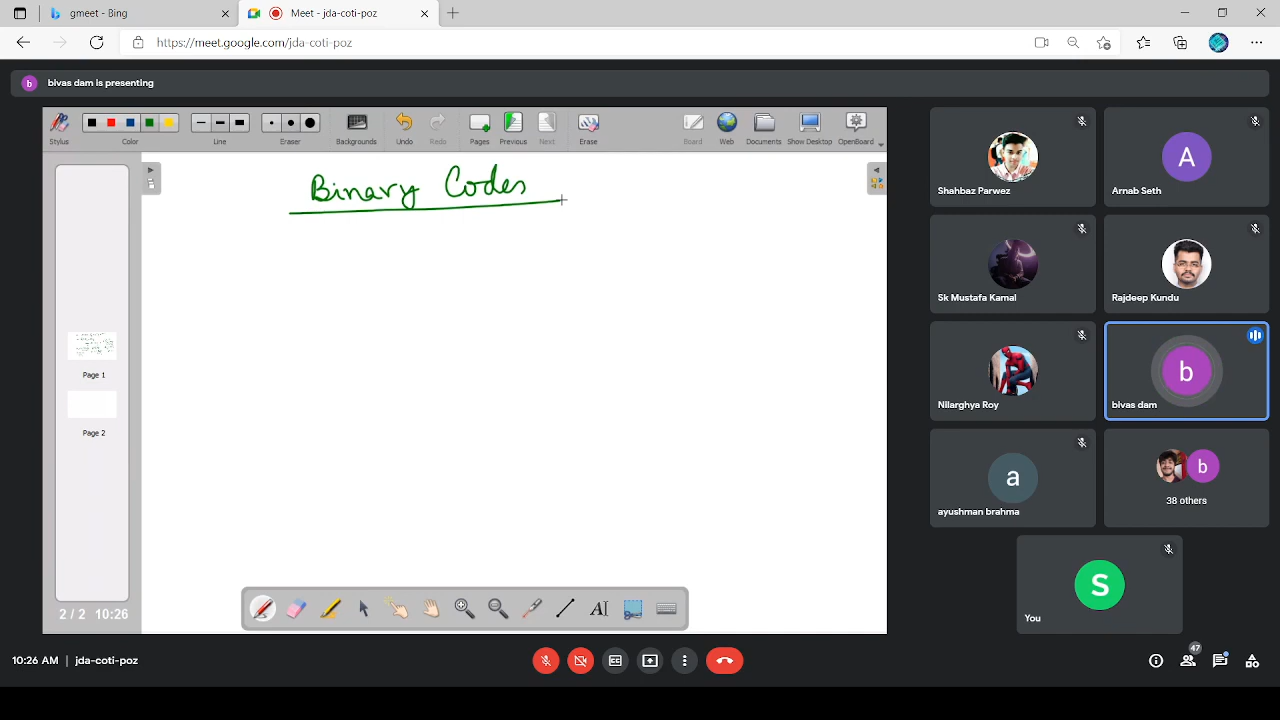 gmeet - Bing
Meet - jda-coti-poz
https://meet.google.com/jda-coti-poz
b
bivas dam is presenting
Stylus
Color
Line
Eraser
Backgrounds
Undo
Redo
Pages
Previous
Next
Erase
Board
Web
Documents
Show Desktop
OpenBoard
Binary Codes
Page 1
Page 2
2 / 2 10:26
AI
Shahbaz Parwez
A
Arnab Seth
Sk Mustafa Kamal
Rajdeep Kundu
Nilarghya Roy
b
bivas dam
a
ayushman brahma
b
38 others
S
You
10:26 AM | jda-coti-poz
47